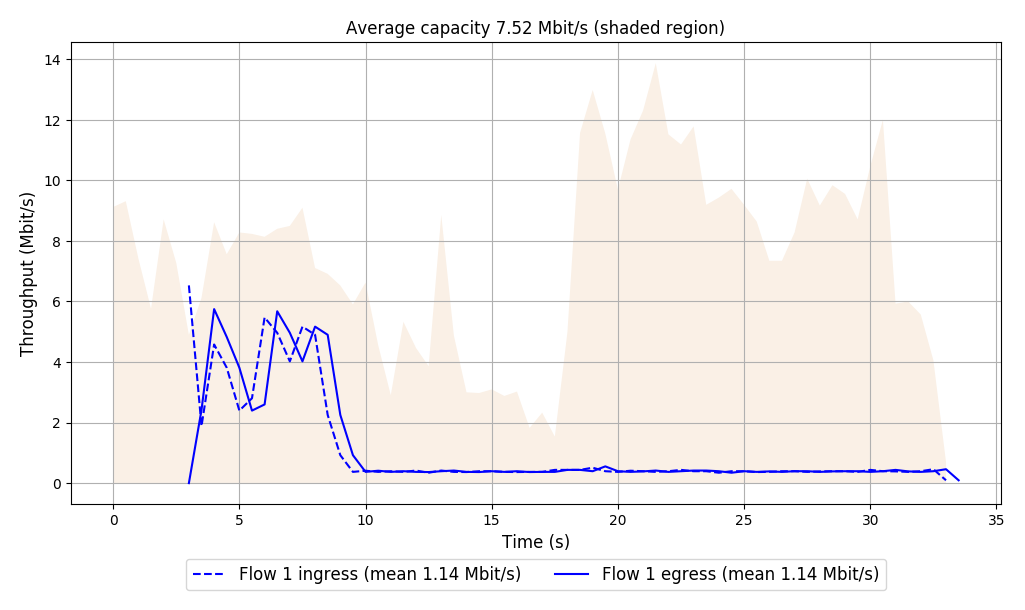 Average capacity 7.52 Mbit/s (shaded region)
Throughput (Mbit/s)
14
12
10
8
6
4
2
0
0 5 10 15 20 25 30 35
Time (s)
Flow 1 ingress (mean 1.14 Mbit/s) Flow 1 egress (mean 1.14 Mbit/s)